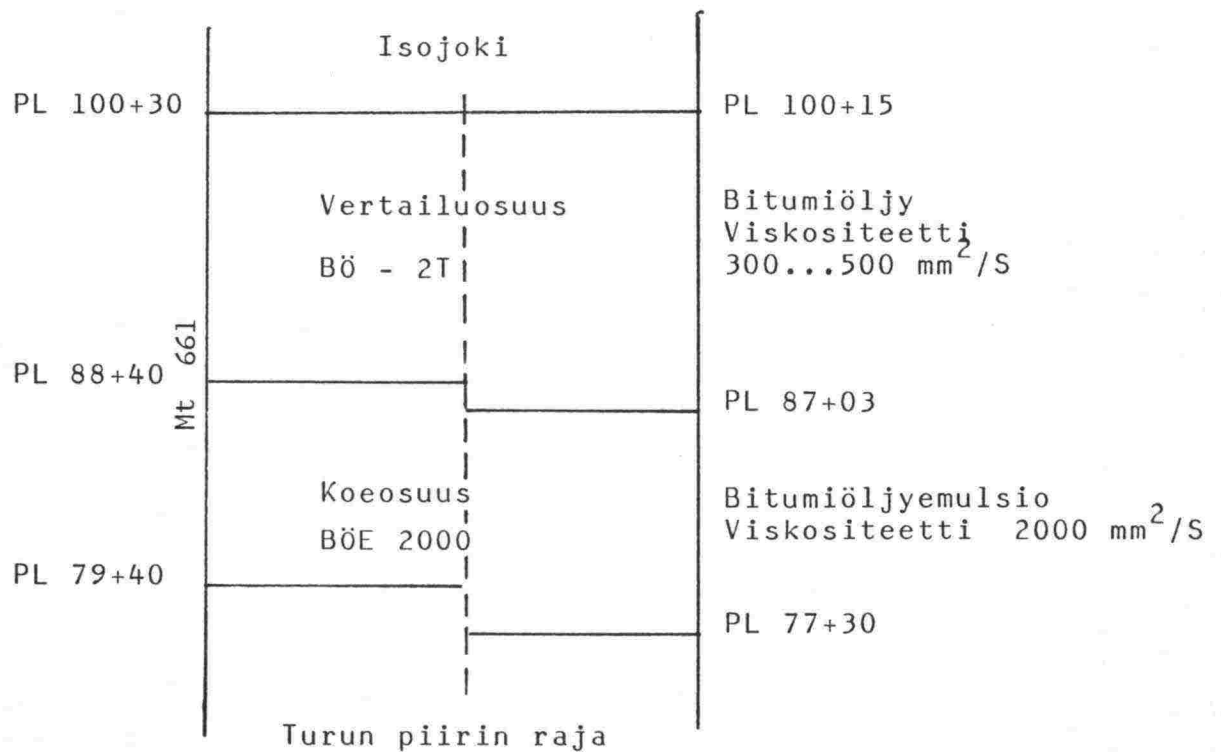 Isojoki
PL 100+30
PL 100+15
Vertailuosuus
BÖ - 2T
Bitumiöljy
Viskositeetti
300...500 mm²/S
Mt 661
PL 88+40
PL 87+03
Koeosuus
BÖE 2000
Bitumiöljyemulsio
Viskositeetti 2000 mm²/S
PL 79+40
PL 77+30
Turun piirin raja